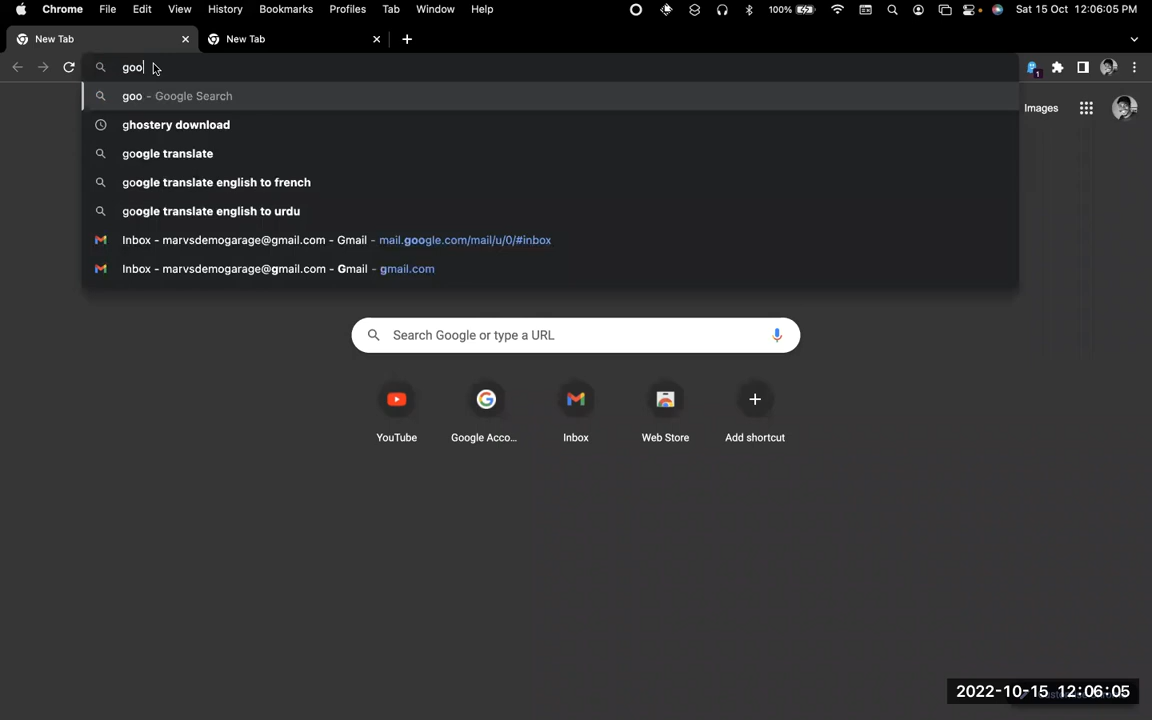 Chrome File Edit View History Bookmarks Profiles Tab Window Help 100% Sat 15 Oct 12:06:05 PM
New Tab New Tab
goo
1
goo - Google Search
Images
ghostery download
google translate
google translate english to french
google translate english to urdu
Inbox - marvsdemogarage@gmail.com - Gmail - mail.google.com/mail/u/0/#inbox
Inbox - marvsdemogarage@gmail.com - Gmail - gmail.com
Search Google or type a URL
YouTube Google Acco... Inbox Web Store Add shortcut
2022-10-15 12:06:05